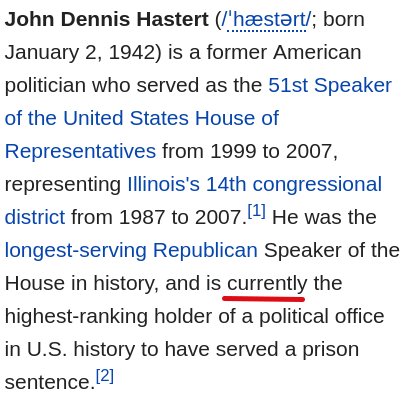 John Dennis Hastert (/ˈhæstərt/; born
January 2, 1942) is a former American
politician who served as the 51st Speaker
of the United States House of
Representatives from 1999 to 2007,
representing Illinois's 14th congressional
district from 1987 to 2007.[1] He was the
longest-serving Republican Speaker of the
House in history, and is currently the
highest-ranking holder of a political office
in U.S. history to have served a prison
sentence.[2]